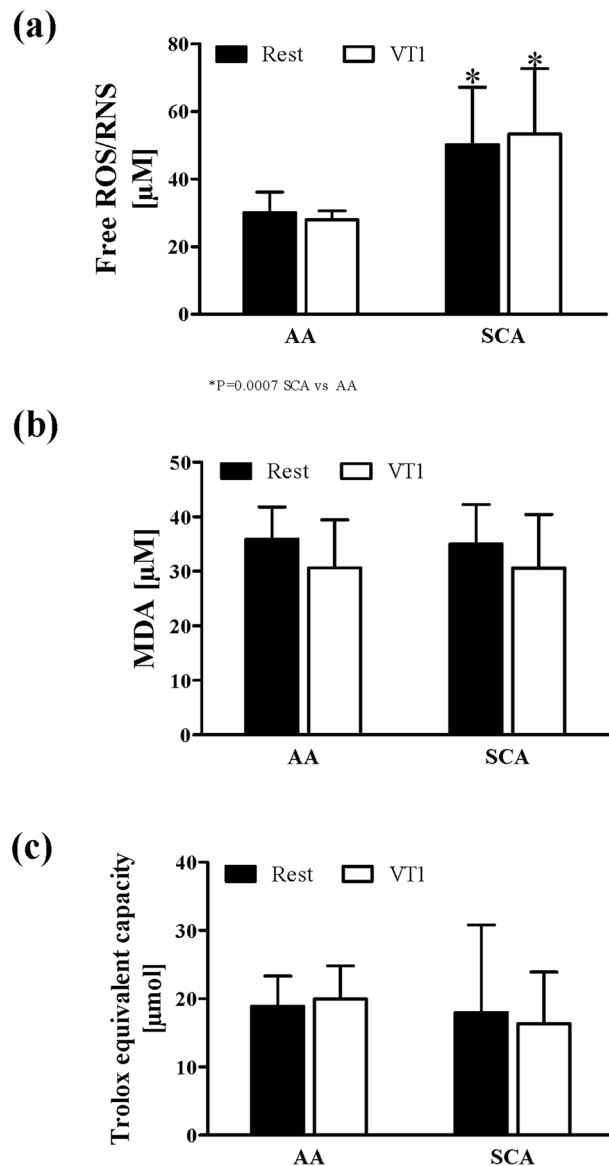 (a)
80
60
40
20
0
Free ROS/RNS
[µM]
Rest
VT1
*
*
AA
SCA
*P=0.0007 SCA vs AA
(b)
50
40
30
20
10
0
MDA [µM]
Rest
VT1
AA
SCA
(c)
40
30
20
10
0
Trolox equivalent capacity
[µmol]
Rest
VT1
AA
SCA